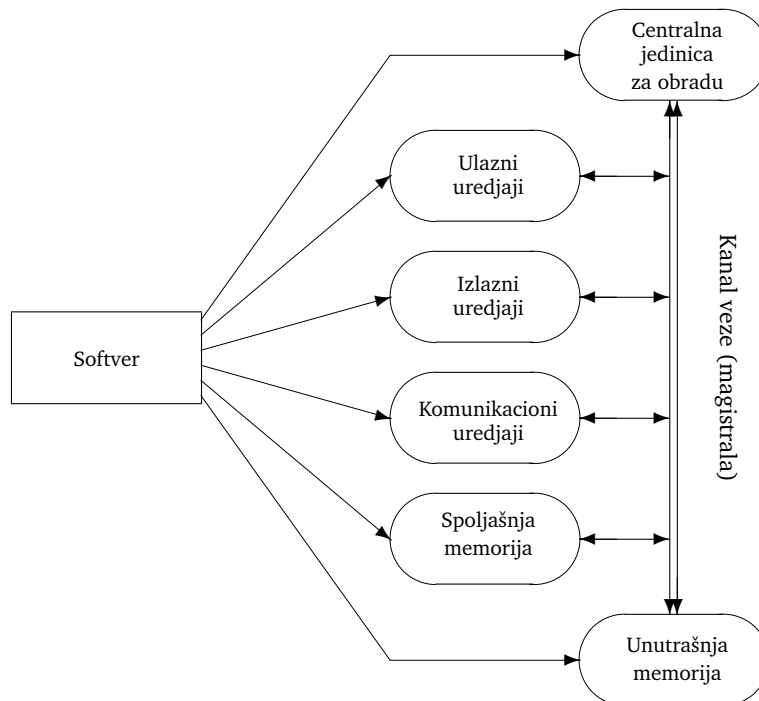 Centralna
jedinica
za obradu
Ulazni
uredjaji
Izlazni
uredjaji
Softver
Komunikacioni
uredjaji
Spoljašnja
memorija
Unutrašnja
memorija
Kanal veze (magistrala)